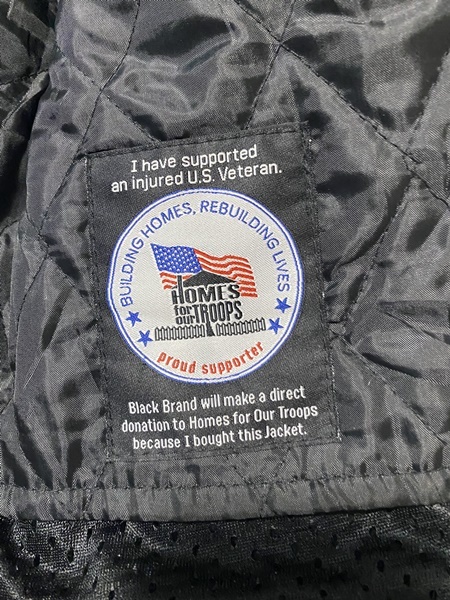 I have supported
an injured U.S. Veteran.
BUILDING HOMES, REBUILDING LIVES
HOMES
for
our TROOPS
proud supporter
Black Brand will make a direct
donation to Homes for Our Troops
because I bought this Jacket.